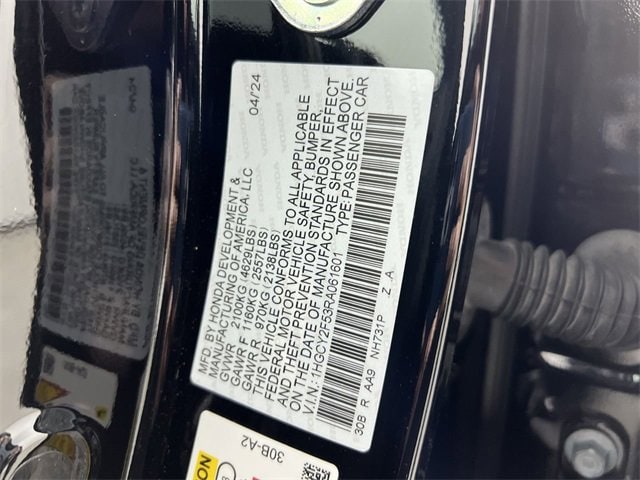 MFD. BY HONDA DEVELOPMENT &
MANUFACTURING OF AMERICA, LLC
04/24
GVWR 2100KG (4629LBS)
GAWR F 1160KG (2557LBS)
GAWR R 970KG (2138LBS)
THIS VEHICLE CONFORMS TO ALL APPLICABLE
FEDERAL MOTOR VEHICLE SAFETY, BUMPER,
AND THEFT PREVENTION STANDARDS IN EFFECT
ON THE DATE OF MANUFACTURE SHOWN ABOVE.
V.I.N.: 1HGCY2F53RA061601 TYPE: PASSENGER CAR
30B R AA9 NH731P Z A
30B-A2